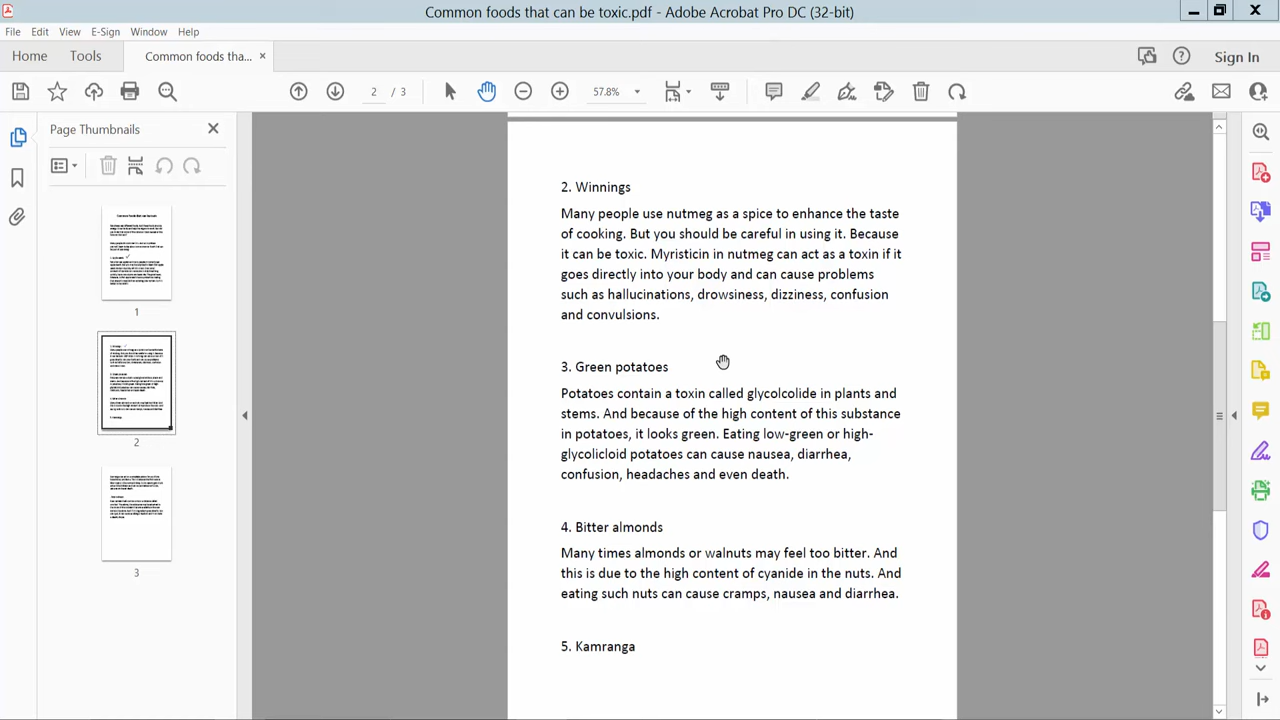 Common foods that can be toxic.pdf - Adobe Acrobat Pro DC (32-bit)
File Edit View E-Sign Window Help
Home Tools Common foods tha... × Sign In
2 / 3 57.8%
Page Thumbnails
1
2
3
2. Winnings
Many people use nutmeg as a spice to enhance the taste
of cooking. But you should be careful in using it. Because
it can be toxic. Myristicin in nutmeg can act as a toxin if it
goes directly into your body and can cause problems
such as hallucinations, drowsiness, dizziness, confusion
and convulsions.
3. Green potatoes
Potatoes contain a toxin called glycolcolide in plants and
stems. And because of the high content of this substance
in potatoes, it looks green. Eating low-green or high-
glycolicloid potatoes can cause nausea, diarrhea,
confusion, headaches and even death.
4. Bitter almonds
Many times almonds or walnuts may feel too bitter. And
this is due to the high content of cyanide in the nuts. And
eating such nuts can cause cramps, nausea and diarrhea.
5. Kamranga